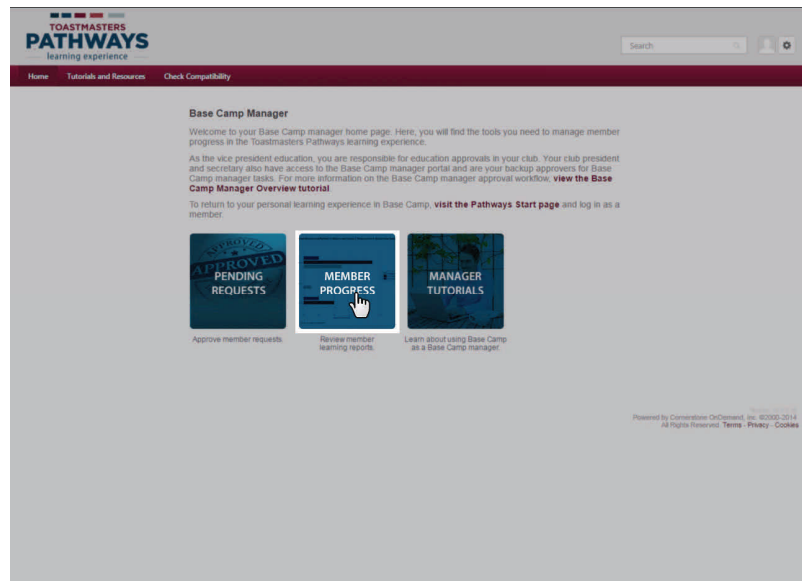 TOASTMASTERS
PATHWAYS
learning experience
Search
Home Tutorials and Resources Check Compatibility
Base Camp Manager
Welcome to your Base Camp manager home page. Here, you will find the tools you need to manage member
progress in the Toastmasters Pathways learning experience.
As the vice president education, you are responsible for education approvals in your club. Your club president
and secretary also have access to the Base Camp manager portal and are your backup approvers for Base
Camp manager tasks. For more information on the Base Camp manager approval workflow, view the Base
Camp Manager Overview tutorial.
To return to your personal learning experience in Base Camp, visit the Pathways Start page and log in as a
member.
APPROVED
APPROVED
PENDING
REQUESTS
MEMBER
PROGRESS
MANAGER
TUTORIALS
Approve member requests.
Review member
learning reports.
Learn about using Base Camp
as a Base Camp manager.
Powered by Cornerstone OnDemand, Inc. ©2000-2014
All Rights Reserved. Terms - Privacy - Cookies